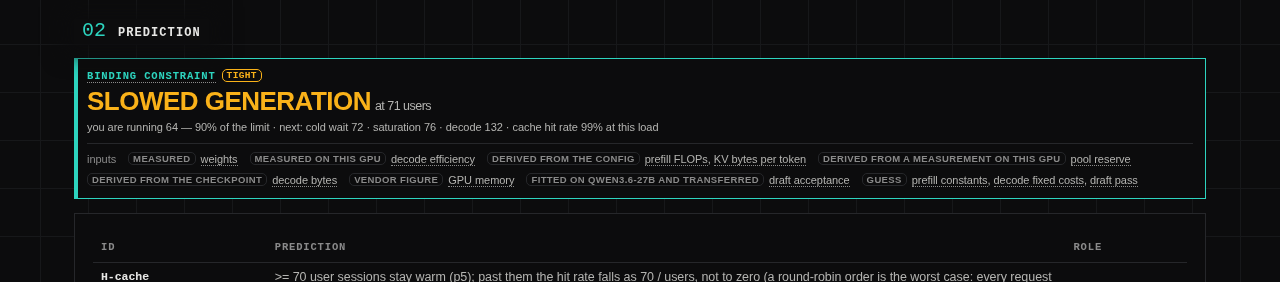 02 PREDICTION
BINDING CONSTRAINT TIGHT
SLOWED GENERATION at 71 users
you are running 64 — 90% of the limit · next: cold wait 72 · saturation 76 · decode 132 · cache hit rate 99% at this load
inputs MEASURED weights MEASURED ON THIS GPU decode efficiency DERIVED FROM THE CONFIG prefill FLOPs, KV bytes per token DERIVED FROM A MEASUREMENT ON THIS GPU pool reserve
DERIVED FROM THE CHECKPOINT decode bytes VENDOR FIGURE GPU memory FITTED ON QWEN3.6-27B AND TRANSFERRED draft acceptance GUESS prefill constants, decode fixed costs, draft pass
ID PREDICTION ROLE
H-cache >= 70 user sessions stay warm (p5); past them the hit rate falls as 70 / users, not to zero (a round-robin order is the worst case: every request